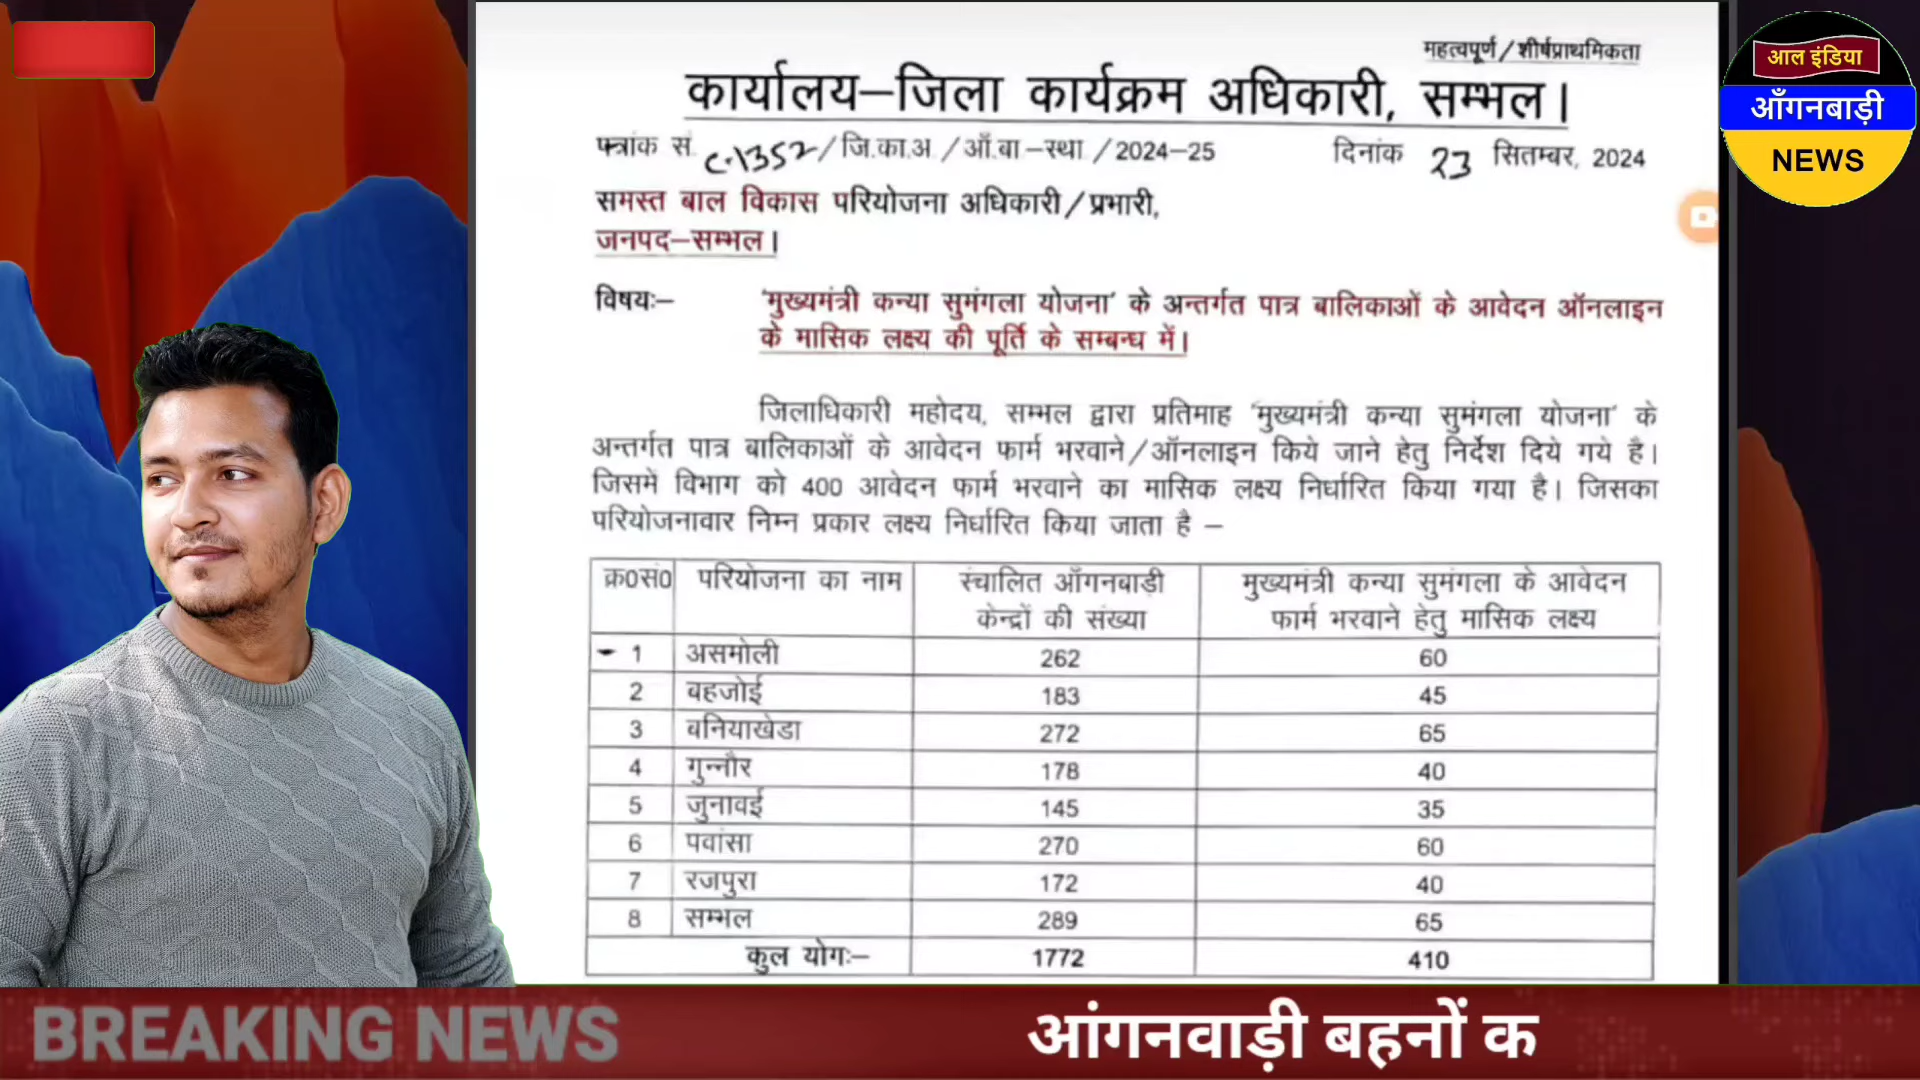 महत्वपूर्ण/शीर्षप्राथमिकता
कार्यालय–जिला कार्यक्रम अधिकारी, सम्भल।
पत्रांक सं. C-1352/जि.का.अ./आँ.बा–स्था./2024–25 दिनांक 23 सितम्बर, 2024
समस्त बाल विकास परियोजना अधिकारी/प्रभारी,
जनपद–सम्भल।
विषयः– 'मुख्यमंत्री कन्या सुमंगला योजना' के अन्तर्गत पात्र बालिकाओं के आवेदन ऑनलाइन
के मासिक लक्ष्य की पूर्ति के सम्बन्ध में।
जिलाधिकारी महोदय, सम्भल द्वारा प्रतिमाह 'मुख्यमंत्री कन्या सुमंगला योजना' के
अन्तर्गत पात्र बालिकाओं के आवेदन फार्म भरवाने/ऑनलाइन किये जाने हेतु निर्देश दिये गये है।
जिसमें विभाग को 400 आवेदन फार्म भरवाने का मासिक लक्ष्य निर्धारित किया गया है। जिसका
परियोजनावार निम्न प्रकार लक्ष्य निर्धारित किया जाता है –
क्र0सं0 परियोजना का नाम स्ंचालित आँगनबाड़ी मुख्यमंत्री कन्या सुमंगला के आवेदन
केन्द्रों की संख्या फार्म भरवाने हेतु मासिक लक्ष्य
1 असमोली 262 60
2 बहजोई 183 45
3 बनियाखेडा 272 65
4 गुन्नौर 178 40
5 जुनावई 145 35
6 पवांसा 270 60
7 रजपुरा 172 40
8 सम्भल 289 65
कुल योगः– 1772 410
आल इंडिया
आँगनबाड़ी
NEWS
BREAKING NEWS
आंगनवाड़ी बहनों क